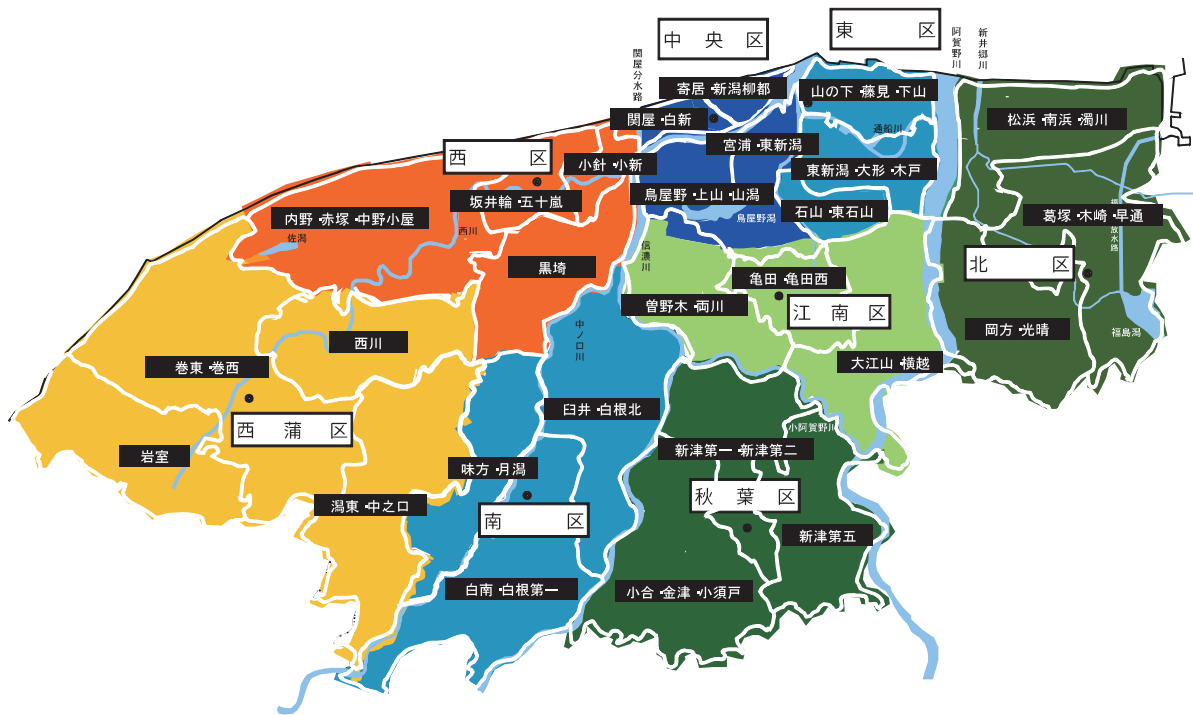 中央区
東区
関屋分水路
阿賀野川
新井郷川
寄居・新潟柳都
山の下・藤見・下山
関屋・白新
松浜・南浜・濁川
通船川
宮浦・東新潟
西区
小針・小新
東新潟・大形・木戸
坂井輪・五十嵐
鳥屋野・上山・山潟
石山・東石山
内野・赤塚・中野小屋
鳥屋野潟
葛塚・木崎・早通
佐潟
西川
信濃川
放水路
黒埼
北区
亀田・亀田西
曽野木・両川
江南区
中ノ口川
西川
岡方・光晴
福島潟
巻東・巻西
大江山・横越
臼井・白根北
西蒲区
小阿賀野川
岩室
新津第一・新津第二
味方・月潟
秋葉区
潟東・中之口
南区
新津第五
白南・白根第一
小合・金津・小須戸